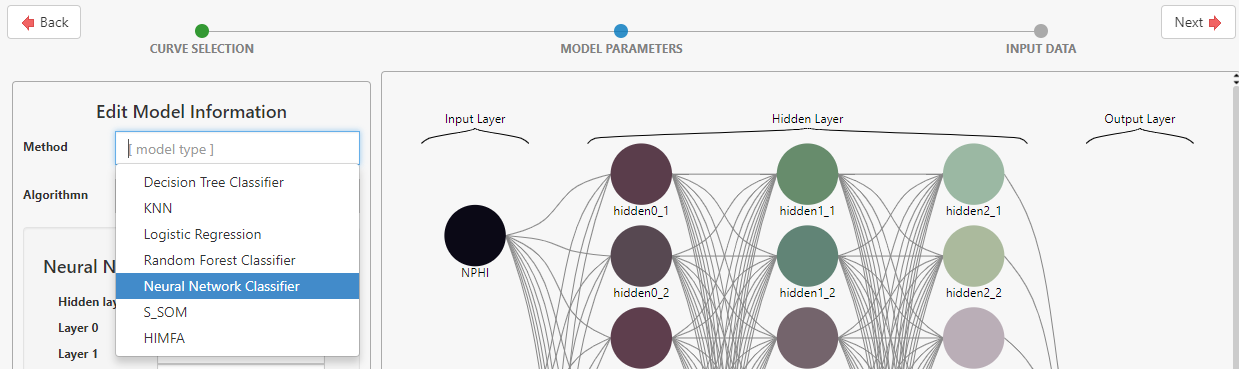 Back
Next
CURVE SELECTION
MODEL PARAMETERS
INPUT DATA
Edit Model Information
Method
[ model type ]
Decision Tree Classifier
KNN
Logistic Regression
Random Forest Classifier
Neural Network Classifier
S_SOM
HIMFA
Algorithmn
Neural N
Hidden lay
Layer 0
Layer 1
Input Layer
Hidden Layer
Output Layer
NPHI
hidden0_1
hidden1_1
hidden2_1
hidden0_2
hidden1_2
hidden2_2